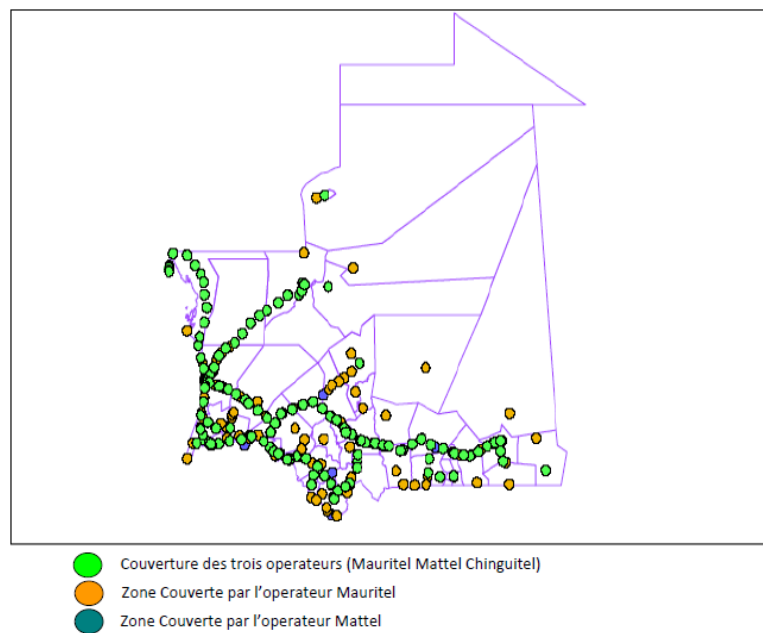 Couverture des trois operateurs (Mauritel Mattel Chinguitel)
Zone Couverte par l'operateur Mauritel
Zone Couverte par l'operateur Mattel